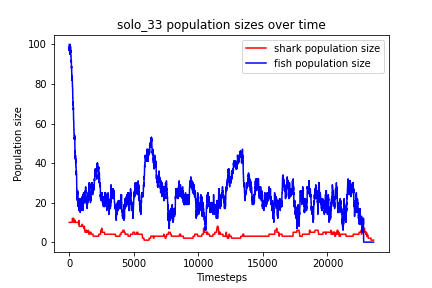 solo_33 population sizes over time
shark population size
fish population size
100
80
60
40
20
0
Population size
0
5000
10000
15000
20000
Timesteps